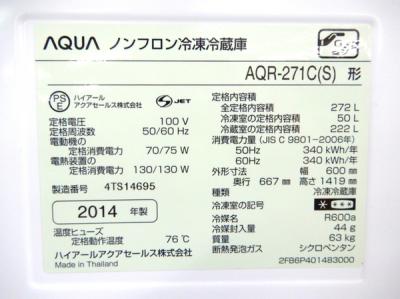 AQUA ノンフロン冷凍冷蔵庫
AQR-271C(S) 形
PS E ハイアール アクアセールス株式会社 S JET
定格電圧 100 V
定格周波数 50/60 Hz
電動機の
定格消費電力 70/75 W
電熱装置の
定格消費電力 130/130 W
製造番号 4TS14695
2014 年製
温度ヒューズ
定格動作温度 76℃
ハイアールアクアセールス株式会社
Made in Thailand
定格内容積
全定格内容積 272 L
冷凍室の定格内容積 50 L
冷蔵室の定格内容積 222 L
消費電力量 (JIS C 9801-2006年)
50Hz 340 kWh/年
60Hz 340 kWh/年
外形寸法 幅 600 mm
奥行 667 mm 高さ 1419 mm
種類 冷凍冷蔵庫
冷凍室の記号
冷媒名 R600a
冷媒封入量 44 g
質量 63 kg
断熱発泡ガス シクロペンタン
2FB6P401483000